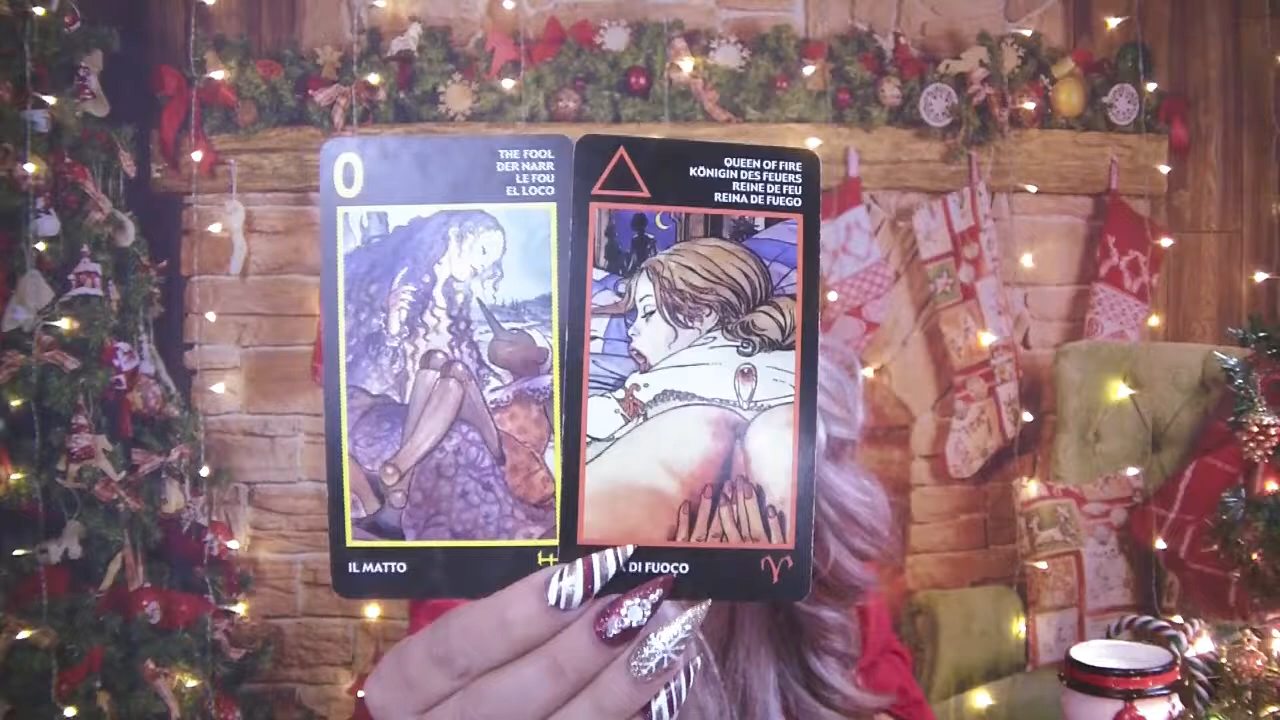 0
THE FOOL
DER NARR
LE FOU
EL LOCO
IL MATTO
QUEEN OF FIRE
KÖNIGIN DES FEUERS
REINE DE FEU
REINA DE FUEGO
DI FUOCO